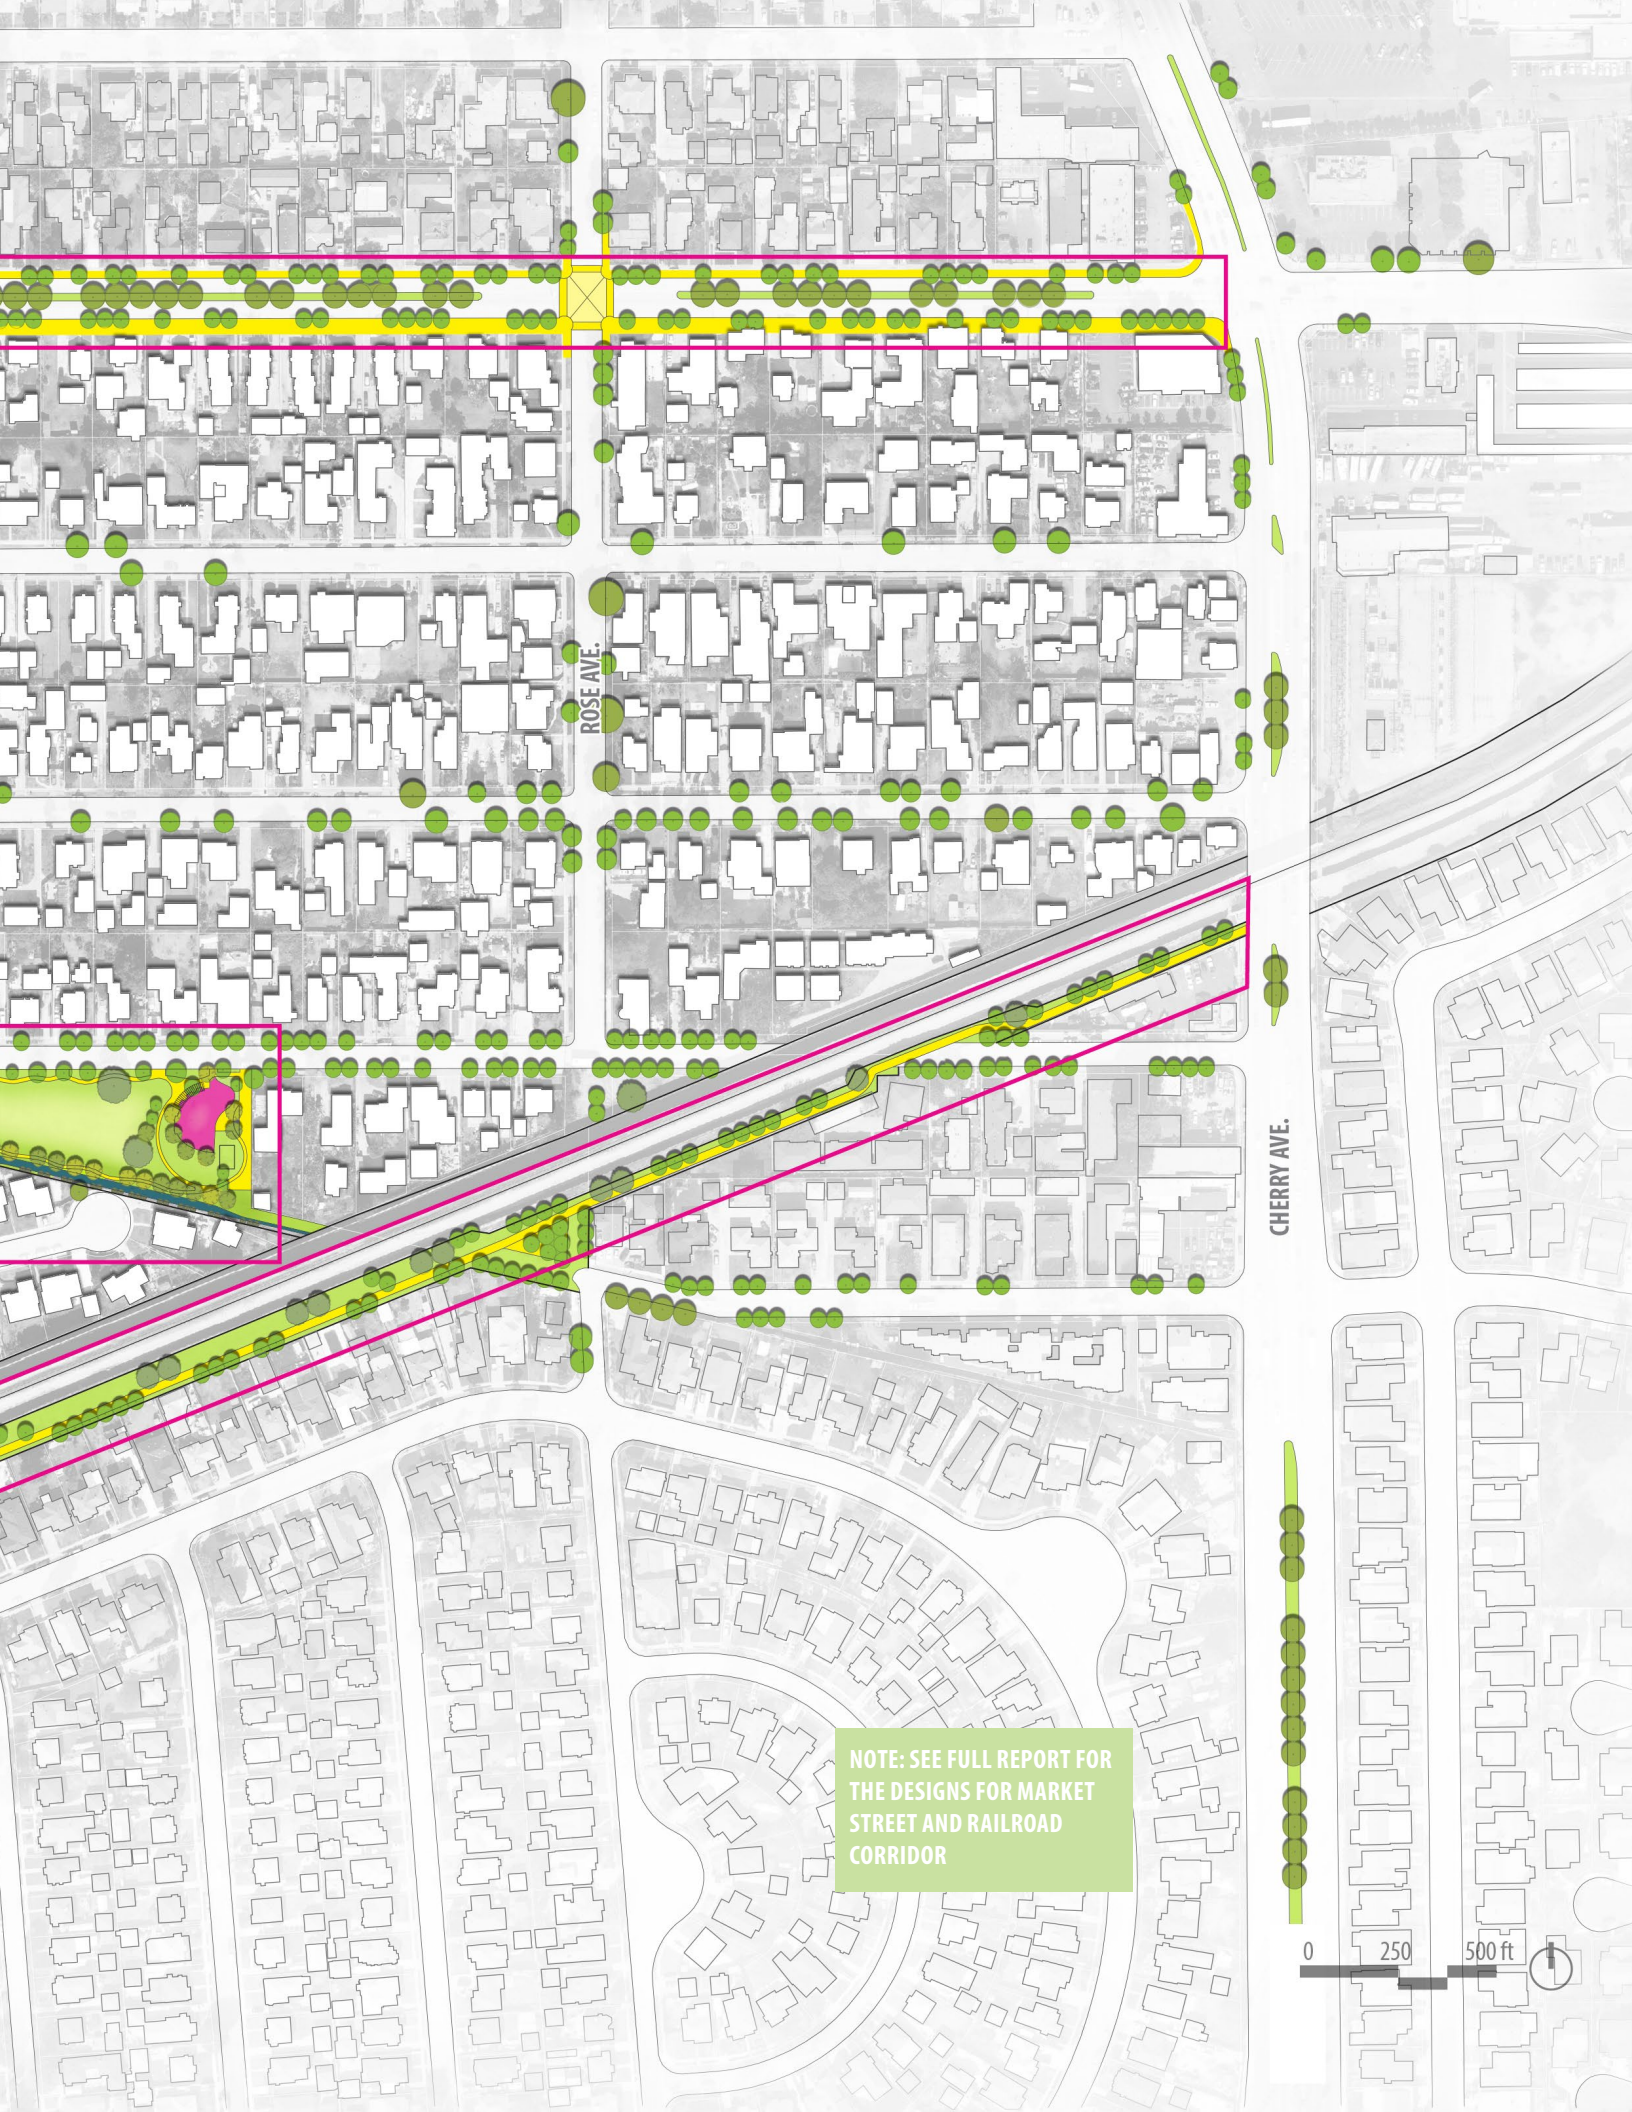 ROSE AVE.
CHERRY AVE.
NOTE: SEE FULL REPORT FOR
THE DESIGNS FOR MARKET
STREET AND RAILROAD
CORRIDOR
0 250 500 ft